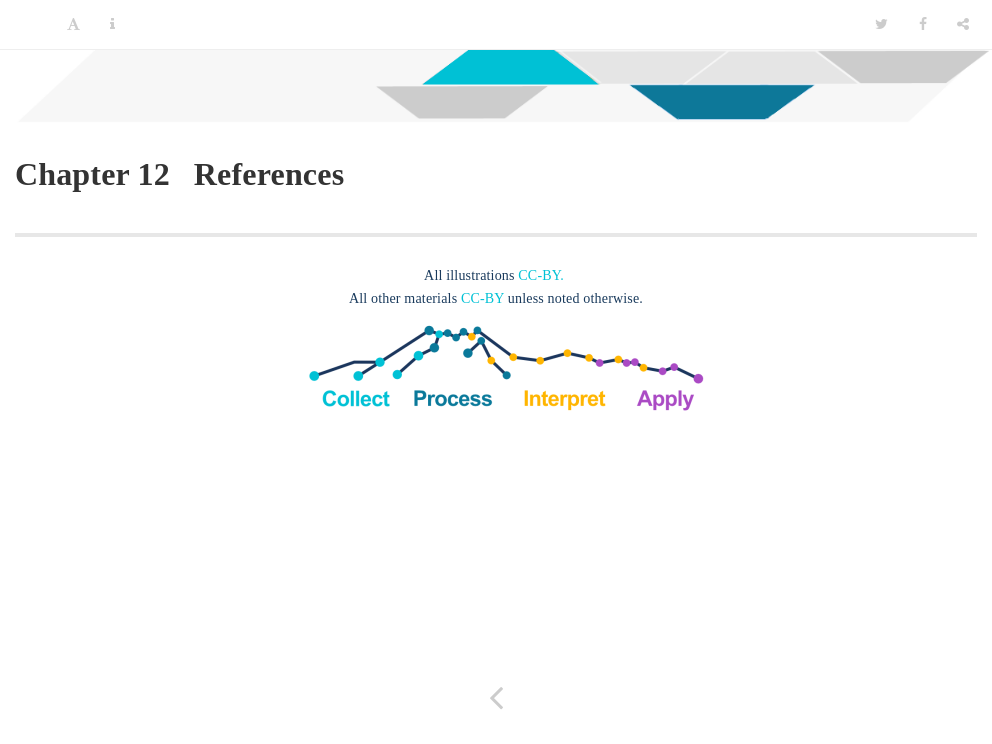 Chapter 12 References
All illustrations CC-BY.
All other materials CC-BY unless noted otherwise.
Collect Process Interpret Apply